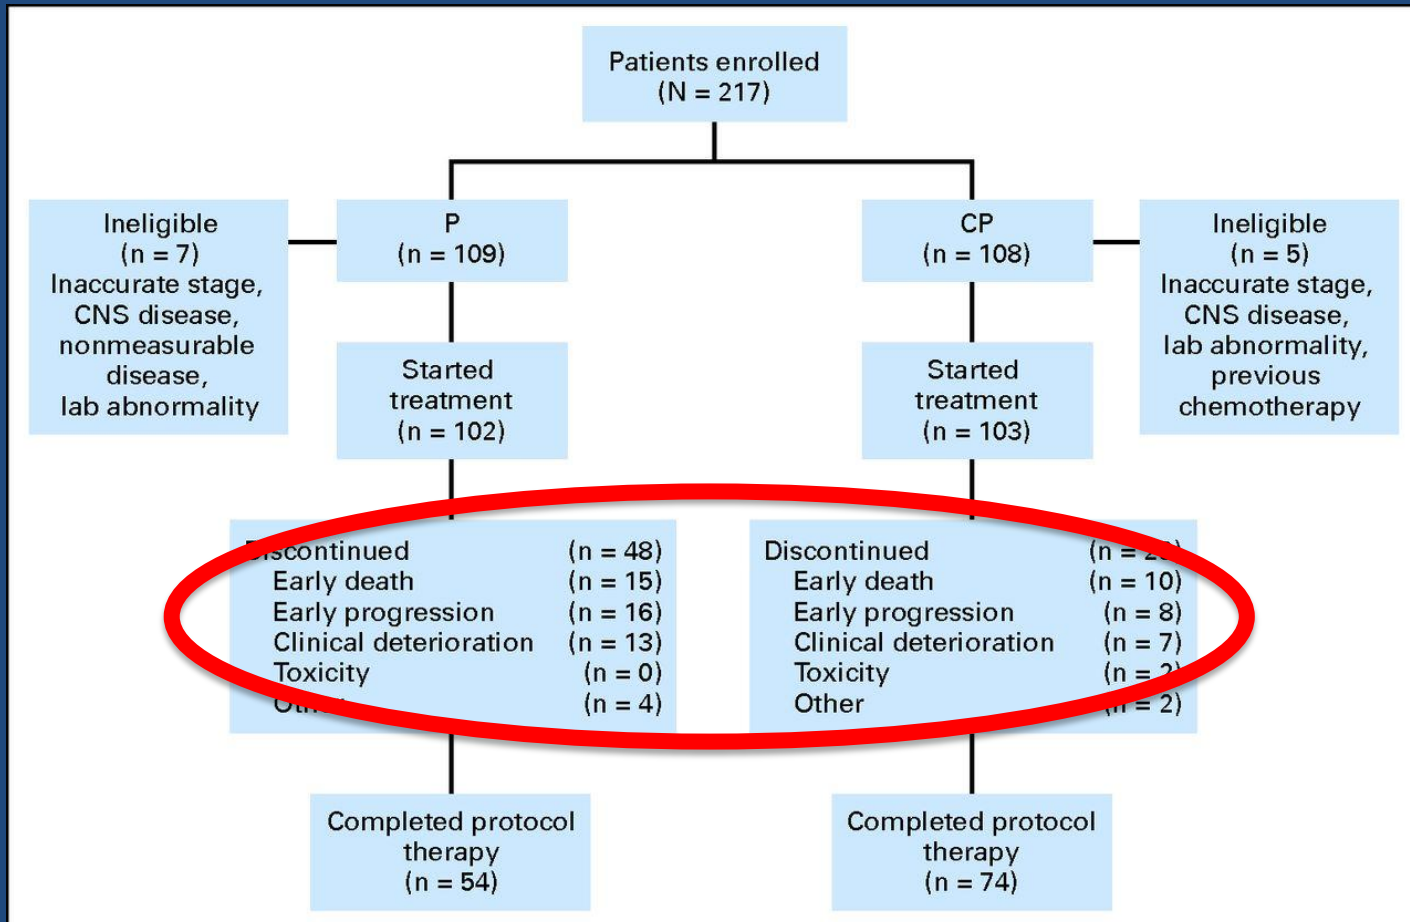 Patients enrolled
(N = 217)
Ineligible
(n = 7)
Inaccurate stage,
CNS disease,
nonmeasurable
disease,
lab abnormality
P
(n = 109)
CP
(n = 108)
Ineligible
(n = 5)
Inaccurate stage,
CNS disease,
lab abnormality,
previous
chemotherapy
Started
treatment
(n = 102)
Started
treatment
(n = 103)
Discontinued (n = 48)
Early death (n = 15)
Early progression (n = 16)
Clinical deterioration (n = 13)
Toxicity (n = 0)
Other (n = 4)
Discontinued (n =
Early death (n = 10)
Early progression (n = 8)
Clinical deterioration (n = 7)
Toxicity (n = 2)
Other (n = 2)
Completed protocol
therapy
(n = 54)
Completed protocol
therapy
(n = 74)